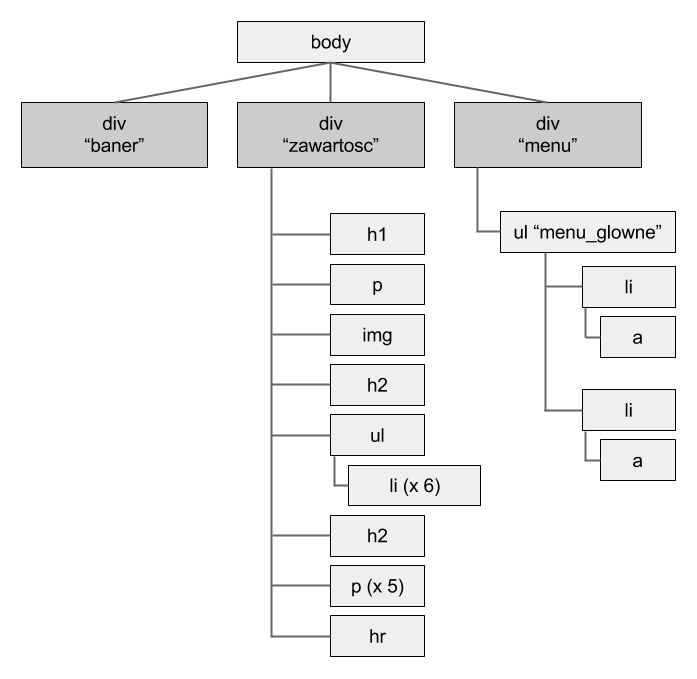 body
div
“baner”
div
“zawartosc”
div
“menu”
h1
p
img
h2
ul
li (x 6)
h2
p (x 5)
hr
ul “menu_glowne”
li
a
li
a